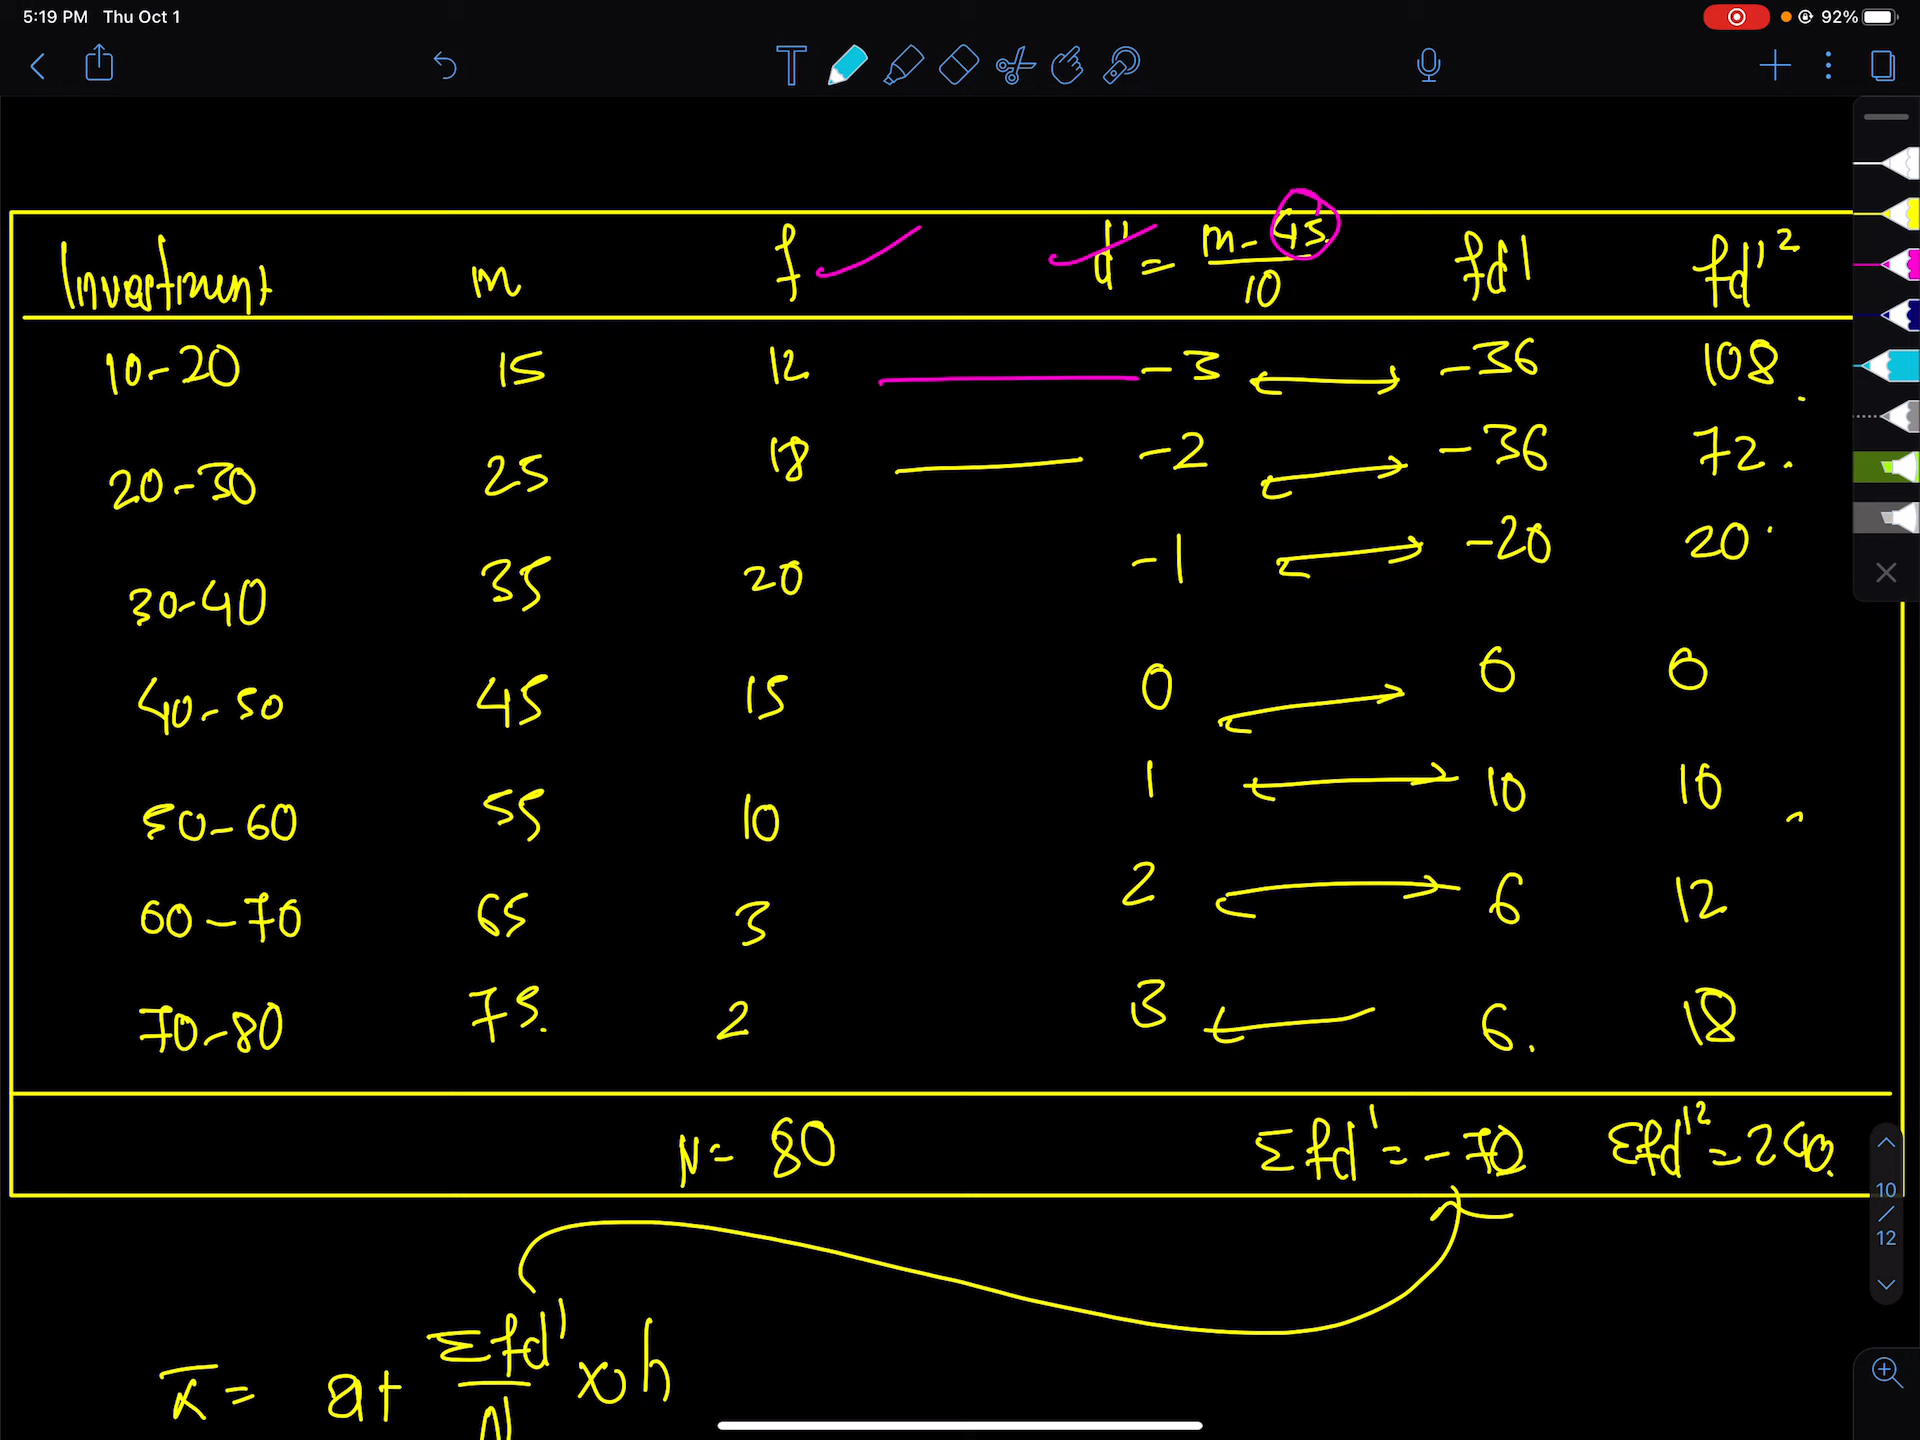 5:19 PM Thu Oct 1 92%
Investment m f d' = m - 45 / 10 fd' fd'²
10-20 15 12 -3 -36 108
20-30 25 18 -2 -36 72
30-40 35 20 -1 -20 20
40-50 45 15 0 0 0
50-60 55 10 1 10 10
60-70 65 3 2 6 12
70-80 75 2 3 6 18
N = 80 Σfd' = -70 Σfd'² = 240
10 / 12
x̄ = a + Σfd' / N × h